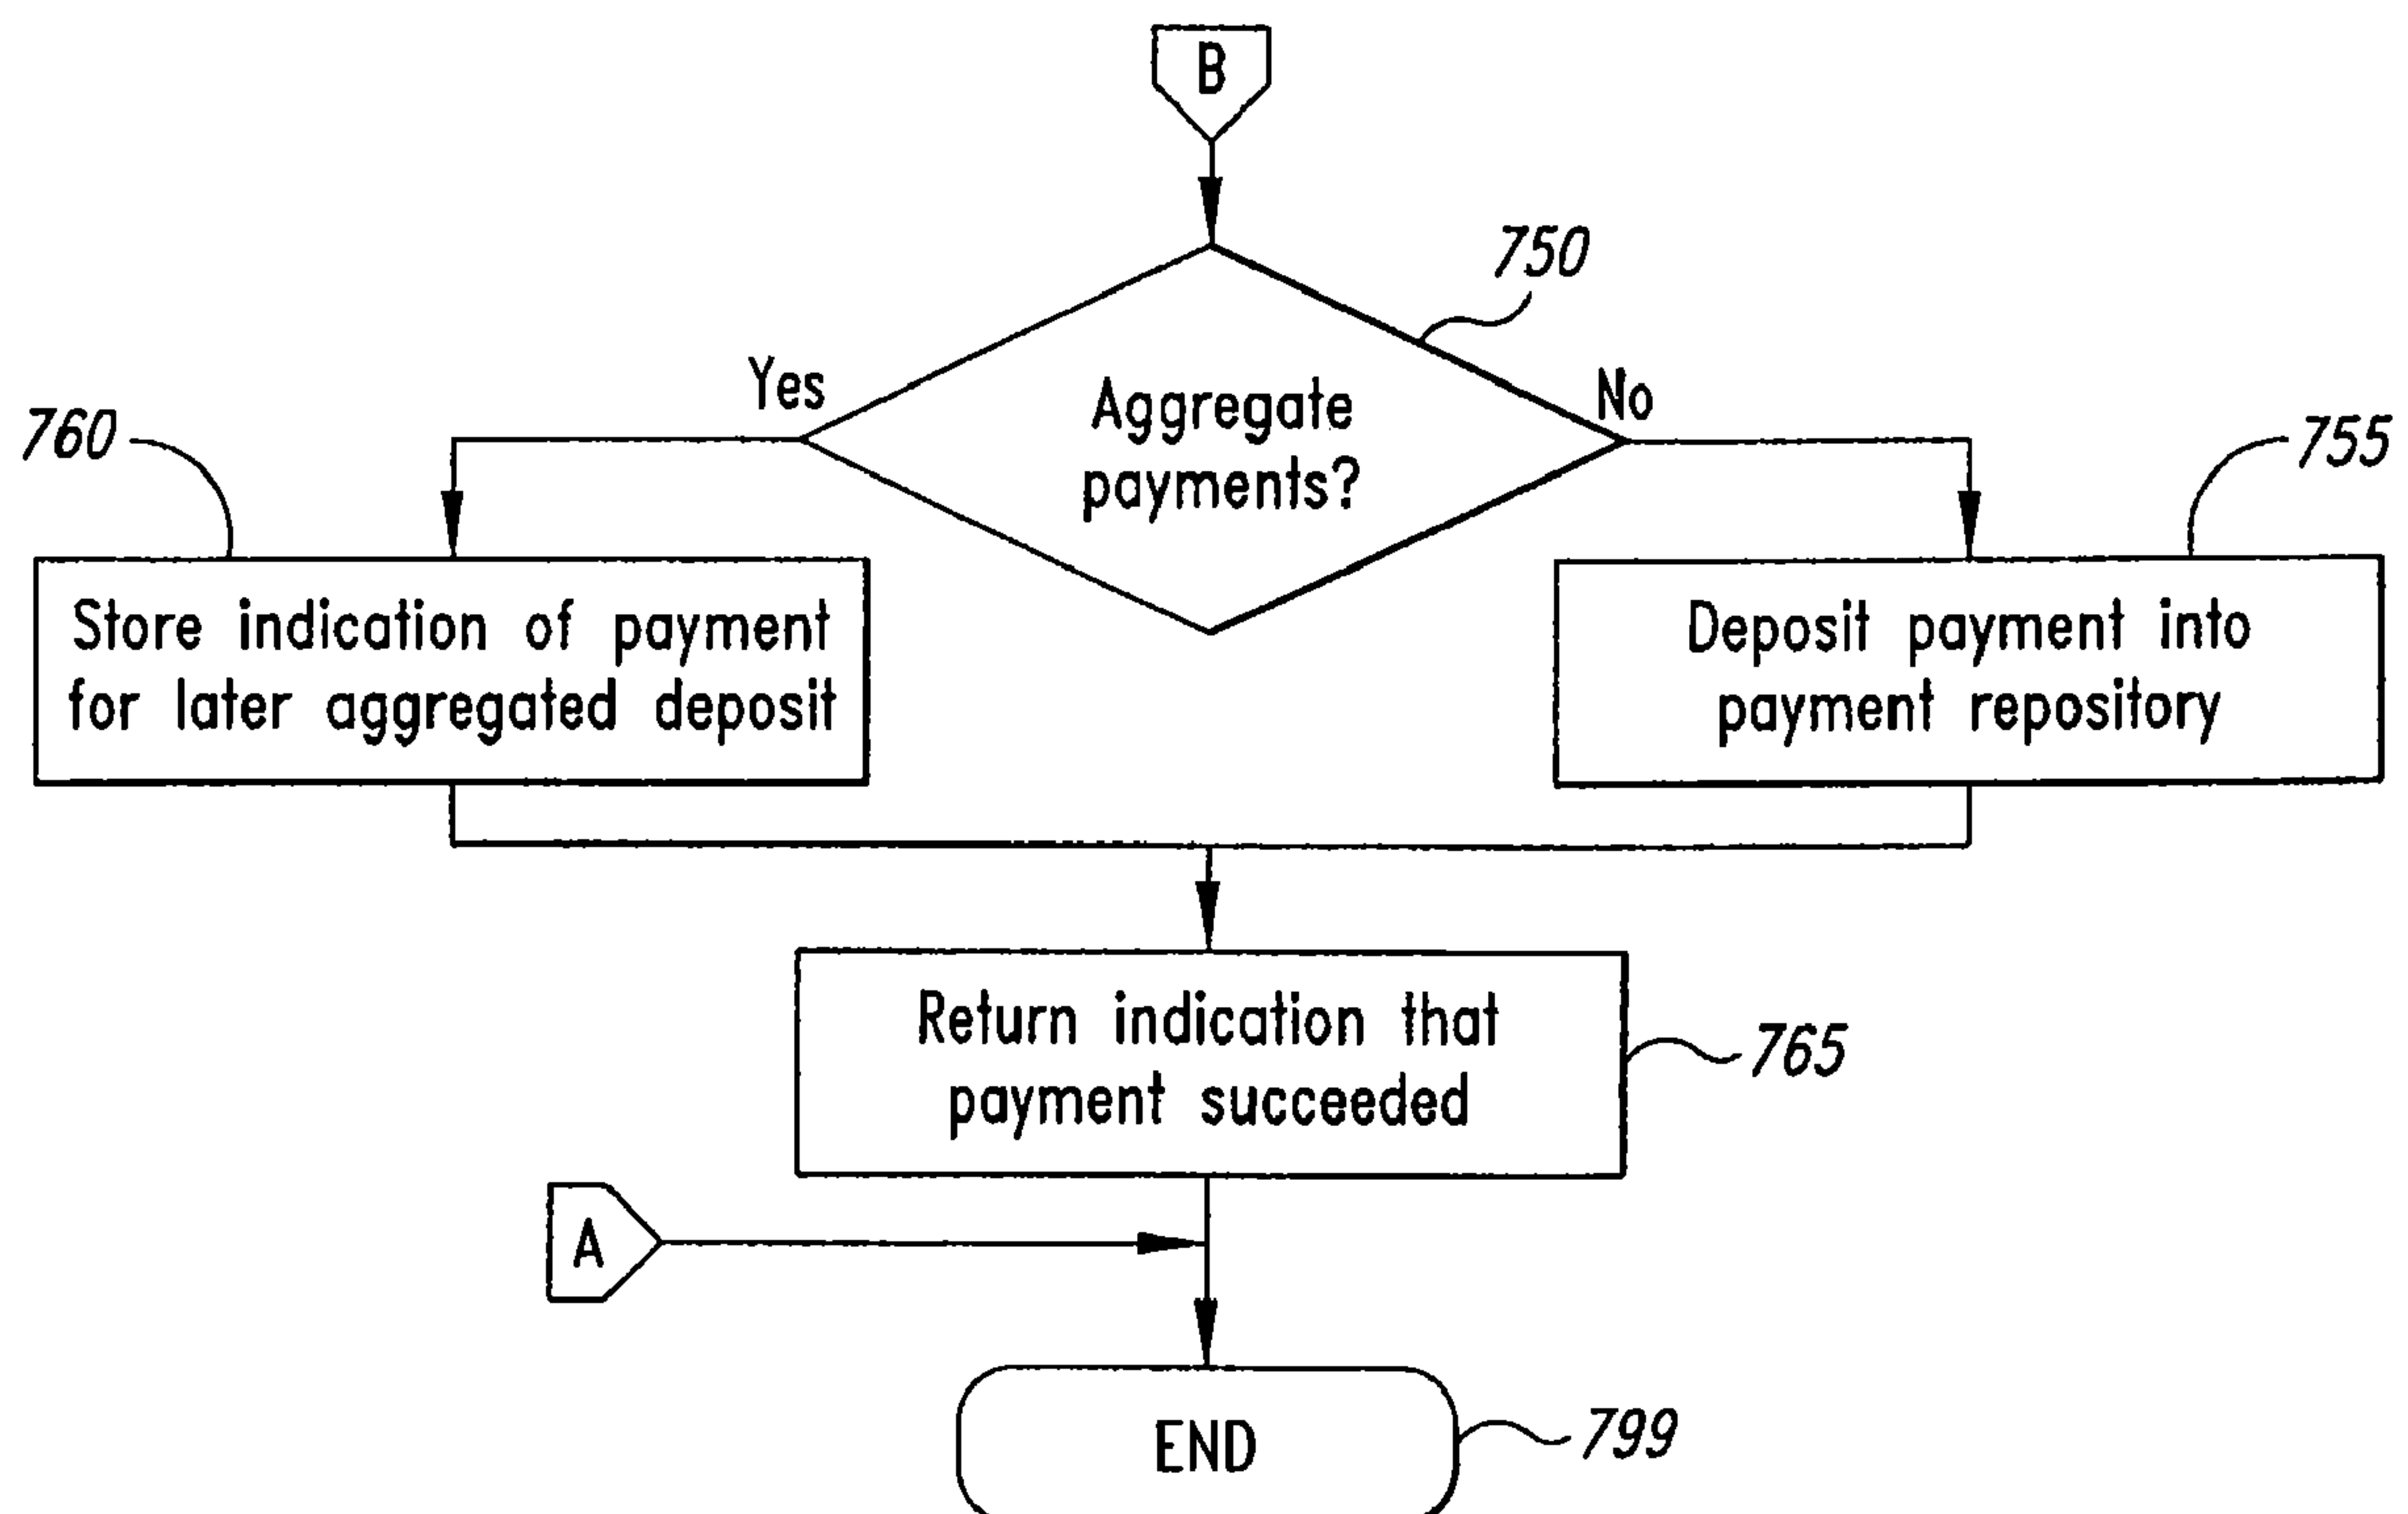 B
750
Yes
Aggregate
payments?
No
760
755
Store indication of payment
for later aggregated deposit
Deposit payment into
payment repository
Return indication that
payment succeeded
765
A
END
799